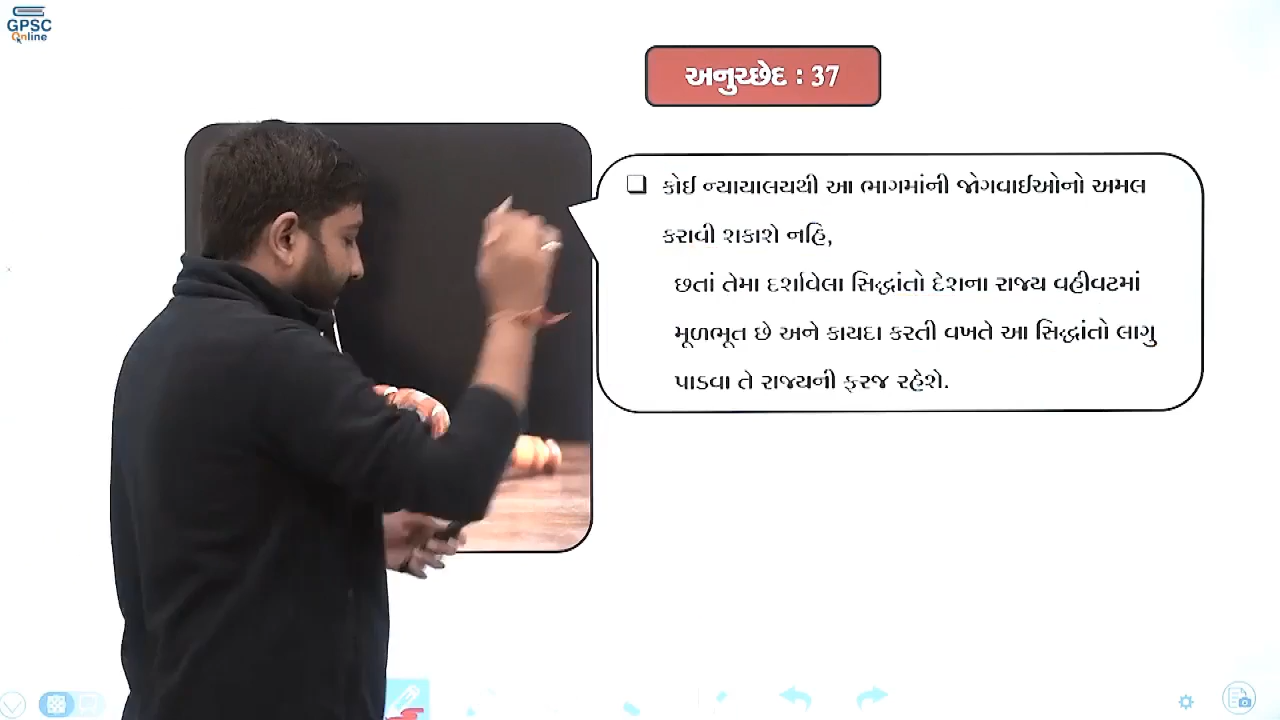 GPSC
Online
અનુચ્છેદ : 37
કોઈ ન્યાયાલયથી આ ભાગમાંની જોગવાઈઓનો અમલ
કરાવી શકાશે નહિ,
છતાં તેમા દર્શાવેલા સિદ્ધાંતો દેશના રાજ્ય વહીવટમાં
મૂળભૂત છે અને કાયદા કરતી વખતે આ સિદ્ધાંતો લાગુ
પાડવા તે રાજ્યની ફરજ રહેશે.